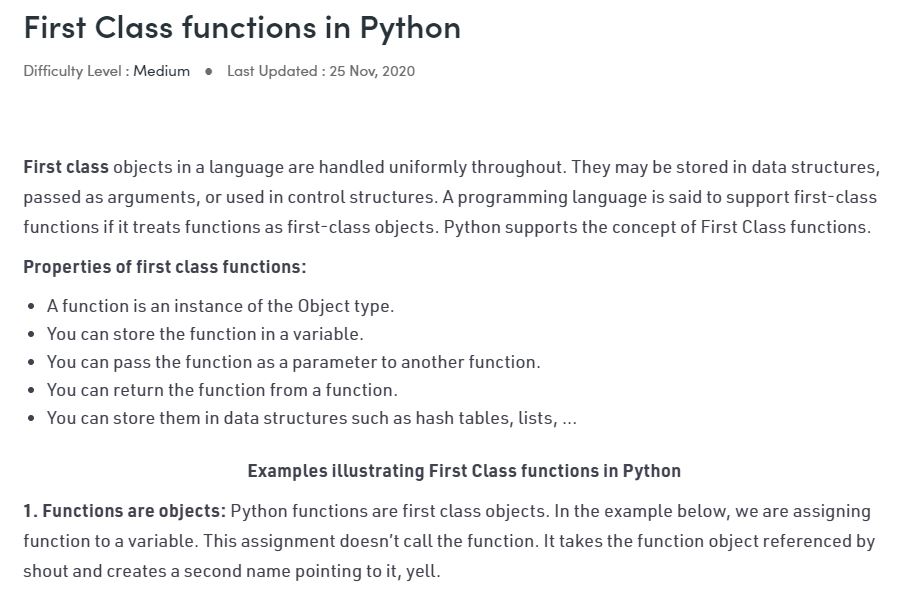 First Class functions in Python
Difficulty Level : Medium ● Last Updated : 25 Nov, 2020
First class objects in a language are handled uniformly throughout. They may be stored in data structures,
passed as arguments, or used in control structures. A programming language is said to support first-class
functions if it treats functions as first-class objects. Python supports the concept of First Class functions.
Properties of first class functions:
• A function is an instance of the Object type.
• You can store the function in a variable.
• You can pass the function as a parameter to another function.
• You can return the function from a function.
• You can store them in data structures such as hash tables, lists, …
Examples illustrating First Class functions in Python
1. Functions are objects: Python functions are first class objects. In the example below, we are assigning
function to a variable. This assignment doesn’t call the function. It takes the function object referenced by
shout and creates a second name pointing to it, yell.